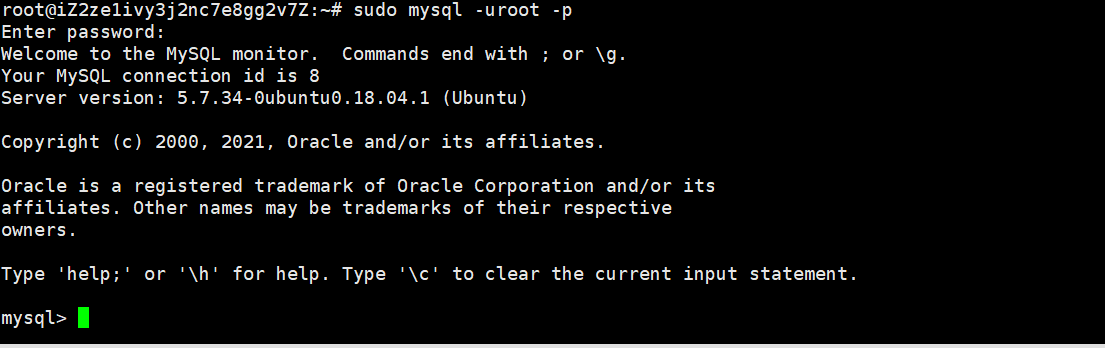 root@iZ2ze1ivy3j2nc7e8gg2v7Z:~# sudo mysql -uroot -p
Enter password:
Welcome to the MySQL monitor.  Commands end with ; or \g.
Your MySQL connection id is 8
Server version: 5.7.34-0ubuntu0.18.04.1 (Ubuntu)
Copyright (c) 2000, 2021, Oracle and/or its affiliates.
Oracle is a registered trademark of Oracle Corporation and/or its
affiliates. Other names may be trademarks of their respective
owners.
Type 'help;' or '\h' for help. Type '\c' to clear the current input statement.
mysql>